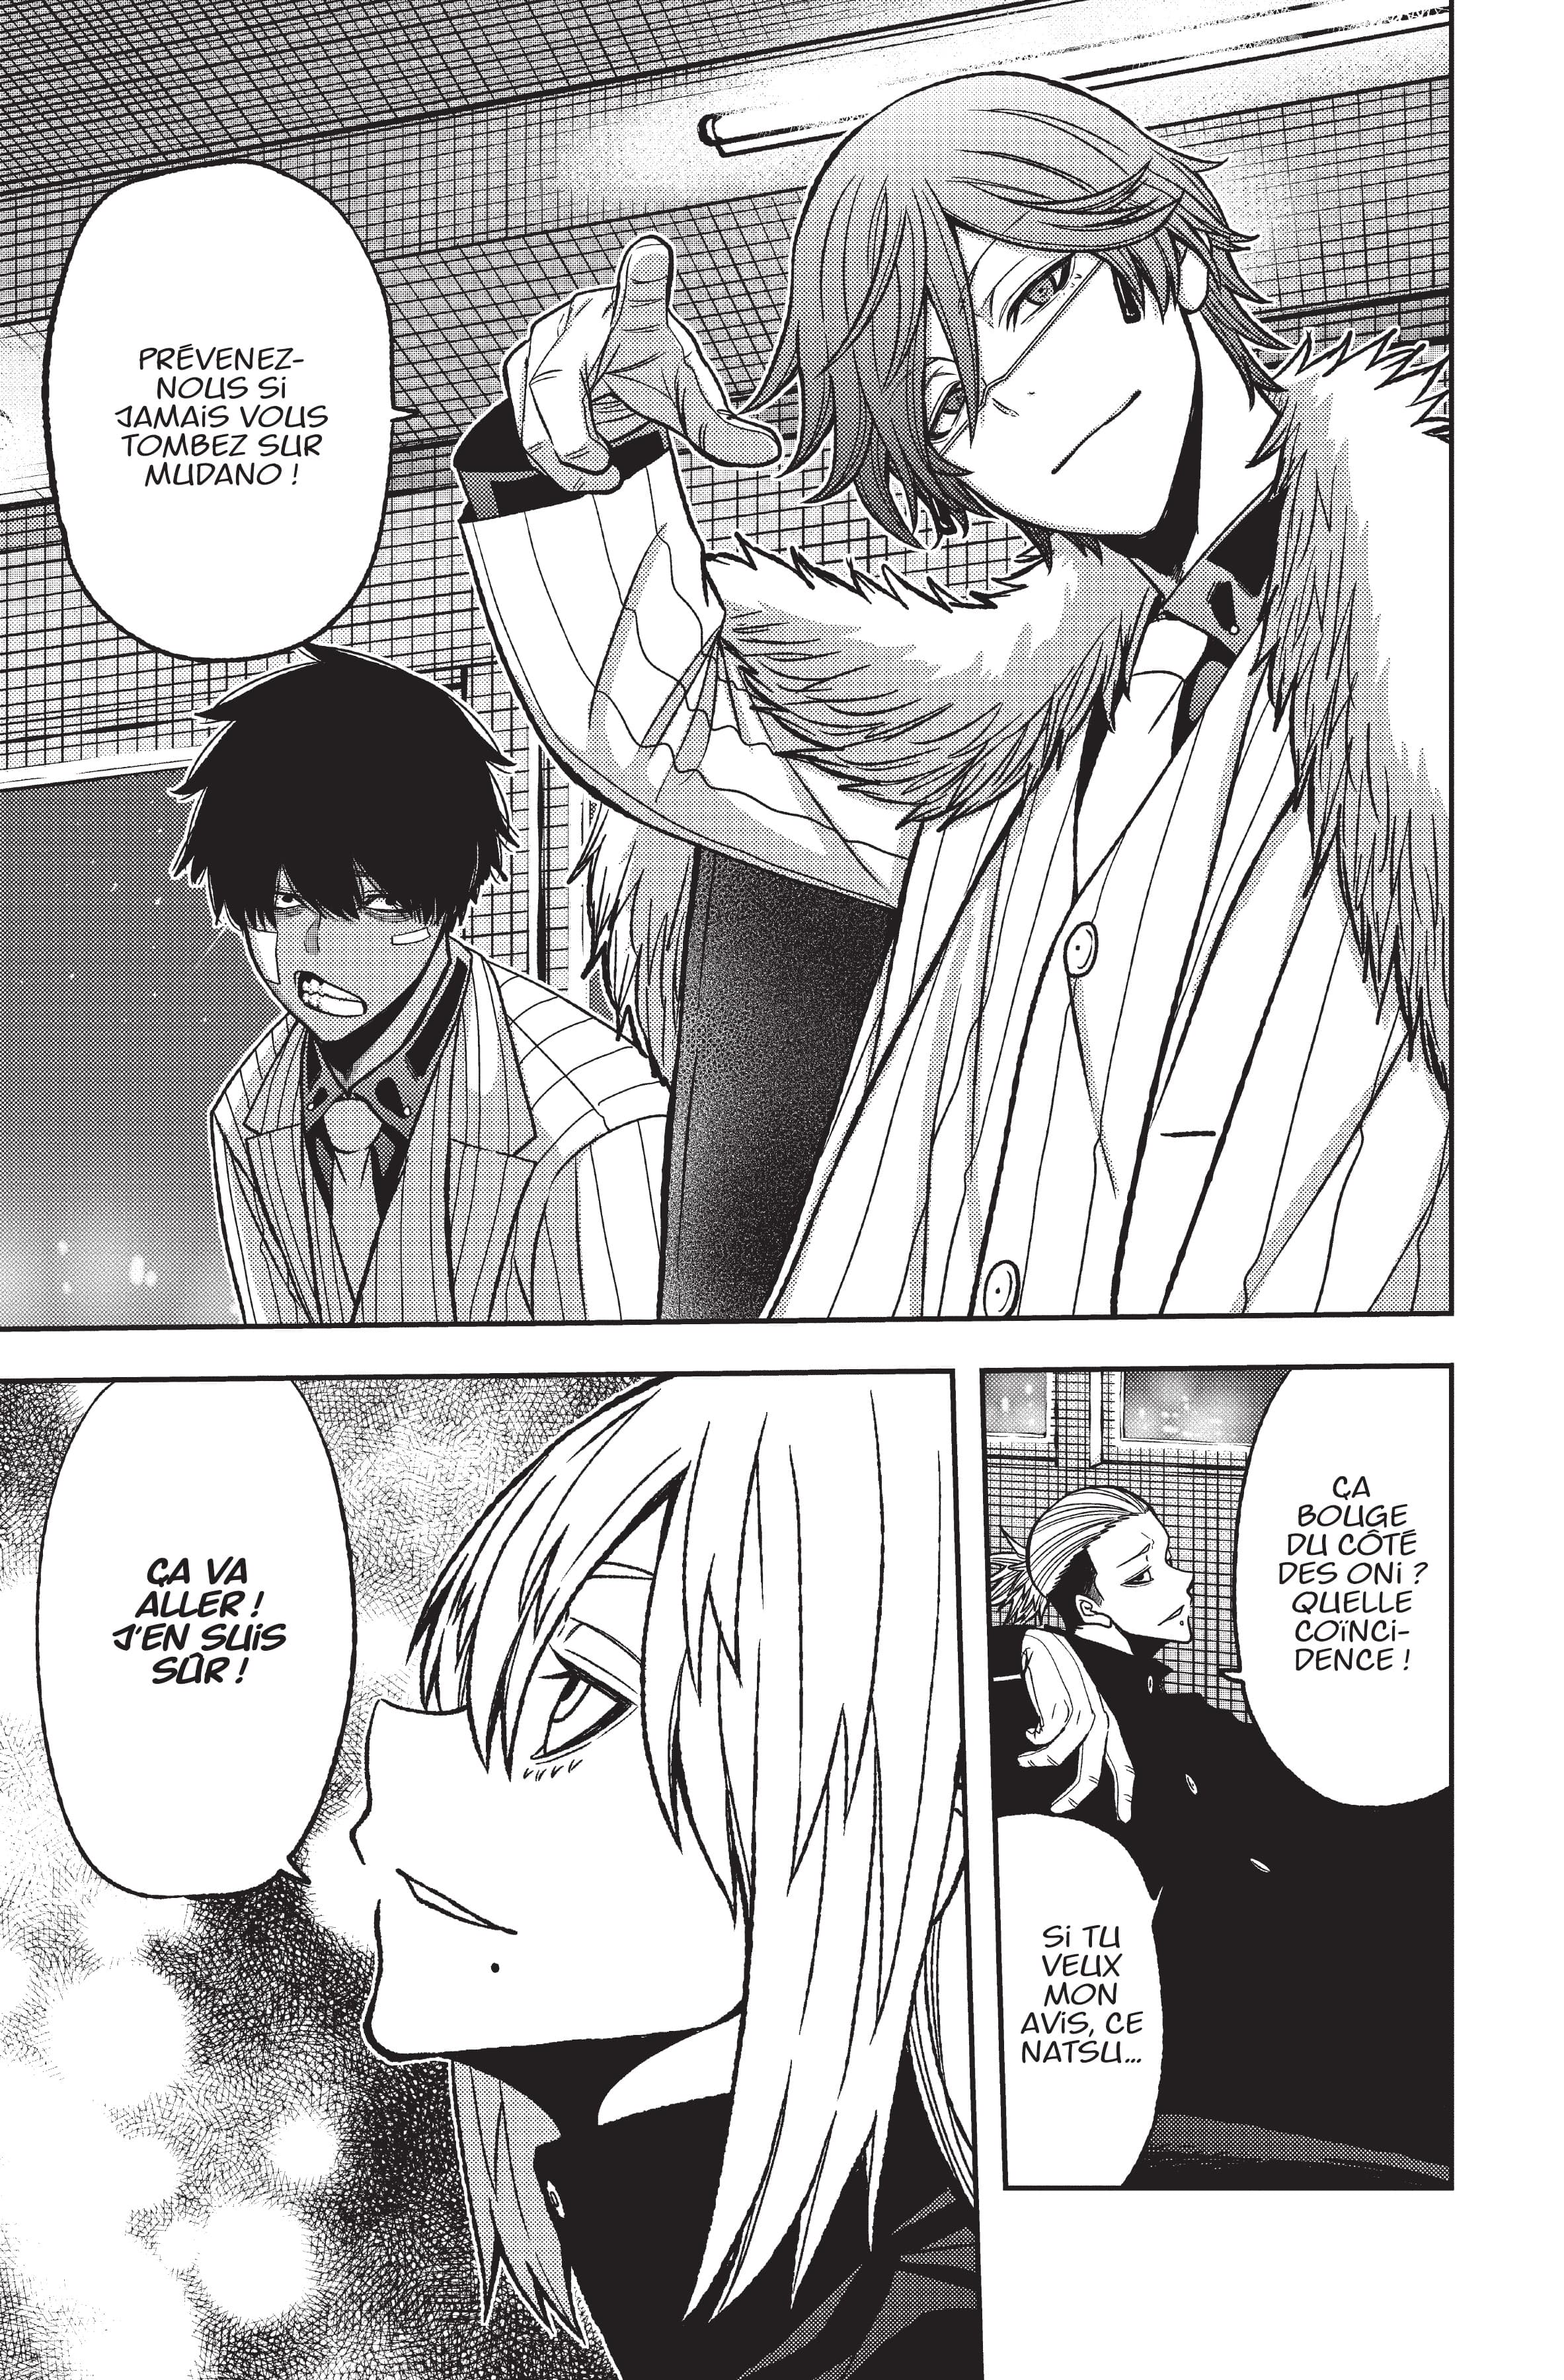 PRÉVENEZ-
NOUS SI
JAMAIS VOUS
TOMBEZ SUR
MUDANO !
ÇA
BOUGE
DU CÔTÉ
DES ONI ?
QUELLE
COÏNCI-
DENCE !
SI TU
VEUX
MON
AVIS, CE
NATSU...
ÇA VA
ALLER !
J'EN SUIS
SÛR !